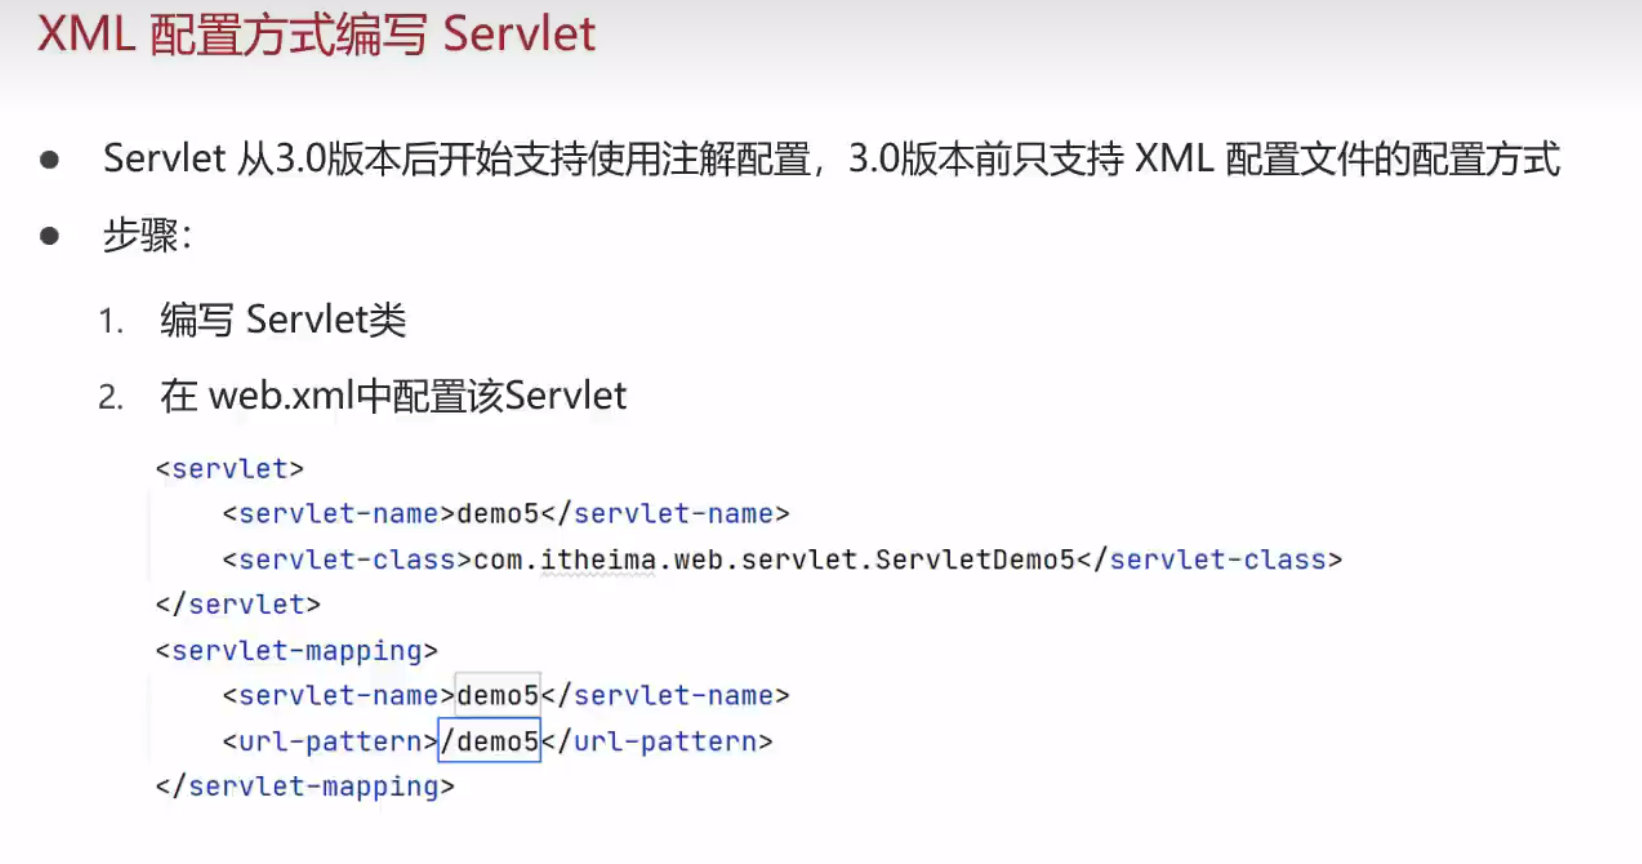 XML 配置方式编写 Servlet
● Servlet 从3.0版本后开始支持使用注解配置，3.0版本前只支持 XML 配置文件的配置方式
● 步骤：
1. 编写 Servlet类
2. 在 web.xml中配置该Servlet
<servlet>
    <servlet-name>demo5</servlet-name>
    <servlet-class>com.itheima.web.servlet.ServletDemo5</servlet-class>
</servlet>
<servlet-mapping>
    <servlet-name>demo5</servlet-name>
    <url-pattern>/demo5</url-pattern>
</servlet-mapping>